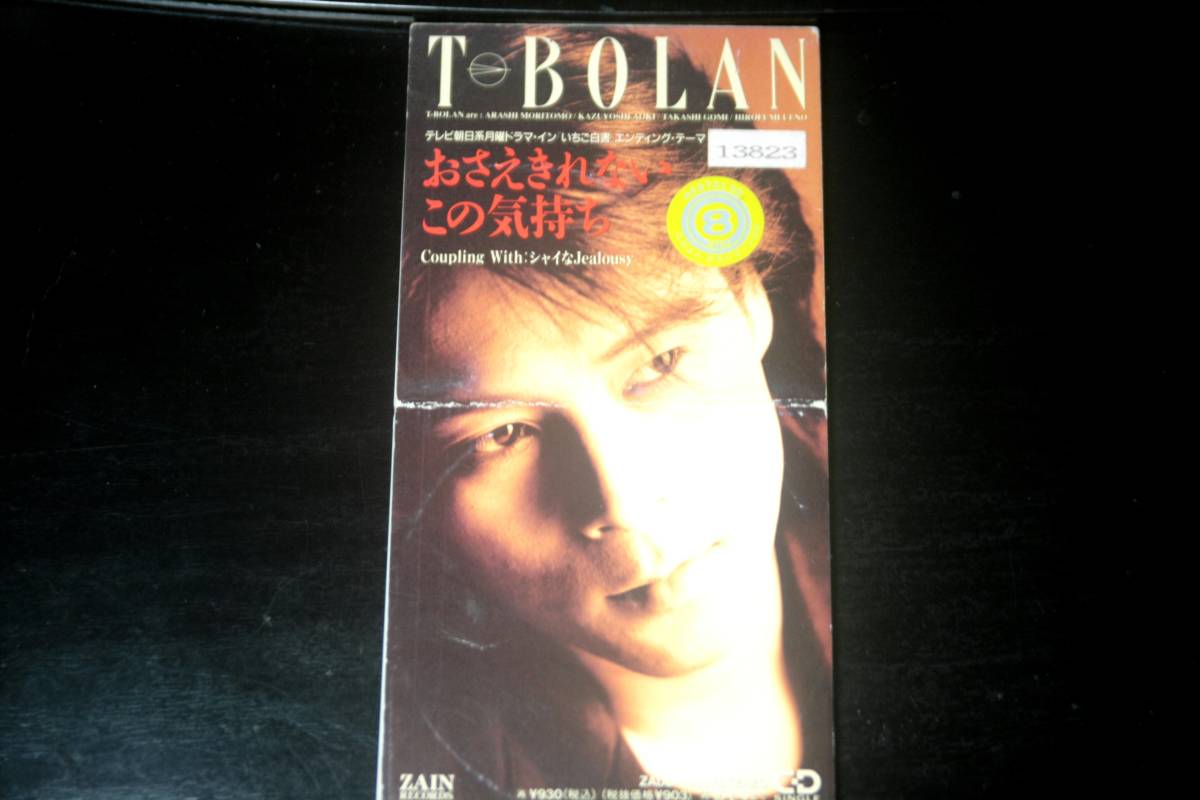 T-BOLAN
T-BOLAN are : ARASHI MORITOMO / KAZUYOSHI AOKI / TAKASHI GOMI / HIROFUMI UENO
テレビ朝日系月曜ドラマ・イン「いちご白書」エンディング・テーマ
13823
おさえきれない
この気持ち
8
Coupling With:シャイなJealousy
ZAIN
RECORDS
¥930(税込) (税抜価格¥903)
SINGLE